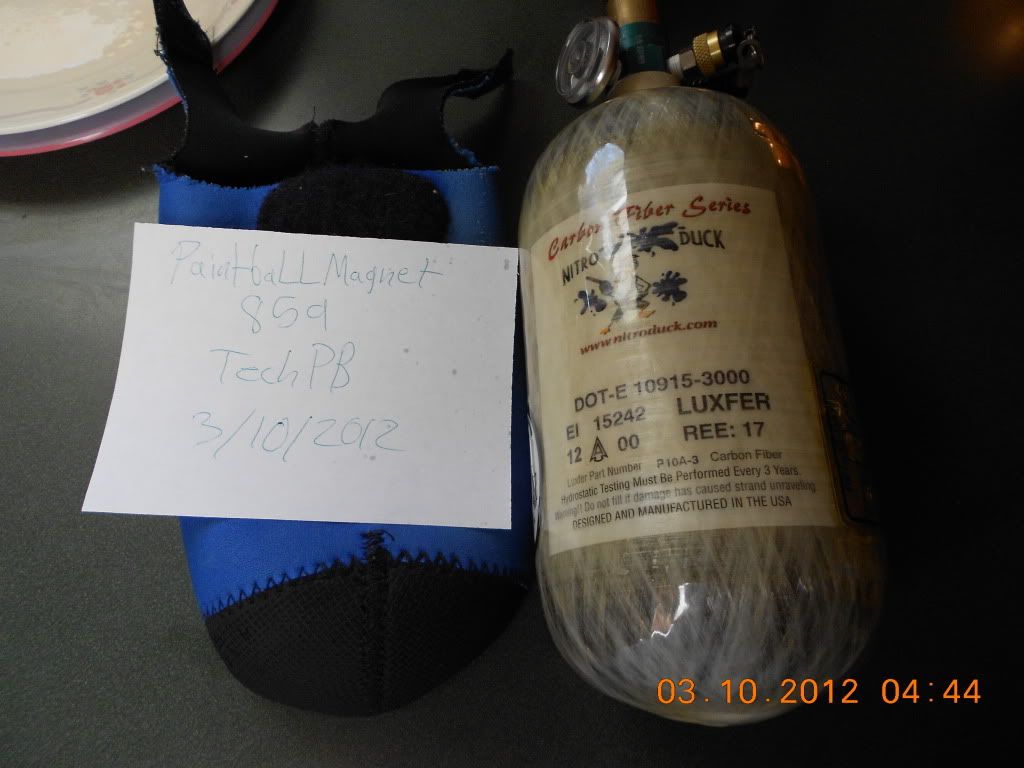 PaintbaLL Magnet
859
TechPB
3/10/2012
Carbon Fiber Series
NITRO DUCK
www.nitroduck.com
DOT-E 10915-3000
EI 15242 LUXFER
12 00 REE: 17
Luxfer Part Number P10A-3 Carbon Fiber
Hydrostatic Testing Must Be Performed Every 3 Years.
Warning!! Do not fill if damage has caused strand unraveling.
DESIGNED AND MANUFACTURED IN THE USA
03.10.2012 04:44